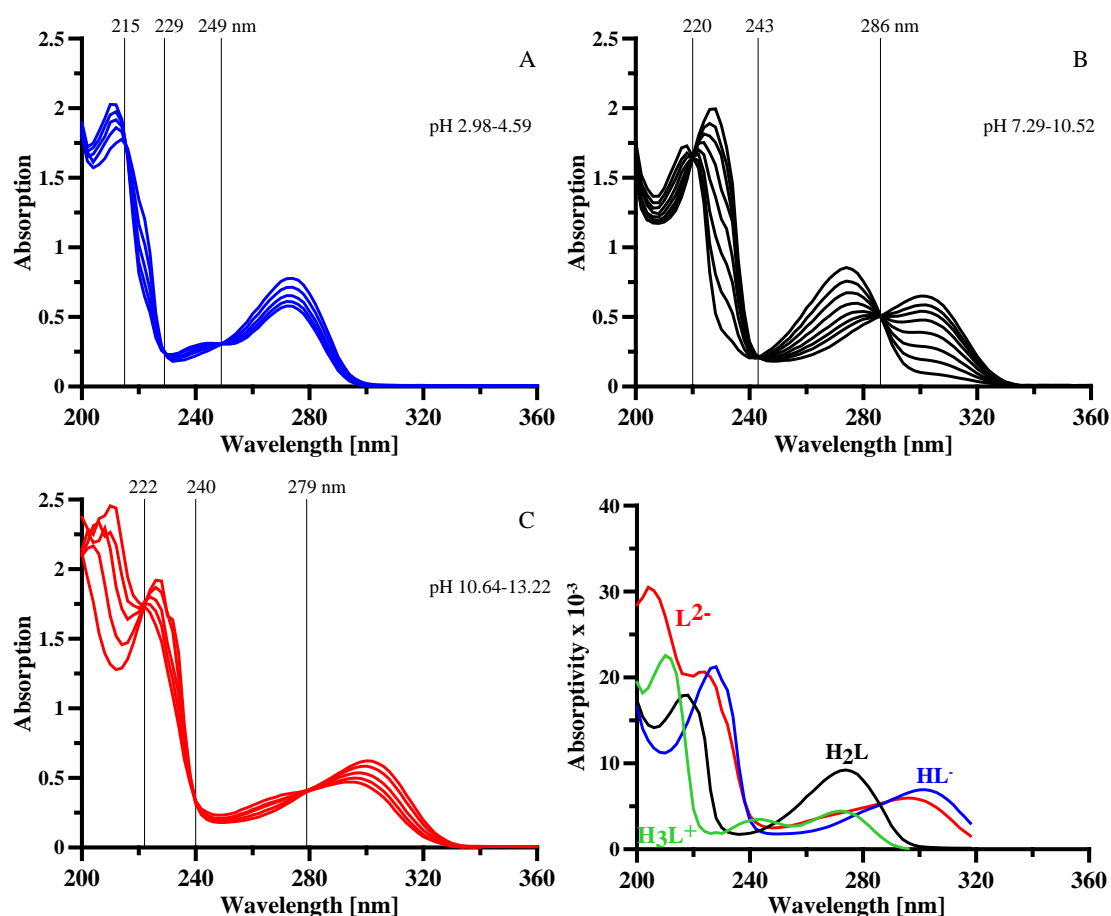 215 229 249 nm
2.5
2
1.5
1
0.5
0
A
pH 2.98-4.59
Absorption
200 240 280 320 360
Wavelength [nm]
220 243 286 nm
2.5
2
1.5
1
0.5
0
B
pH 7.29-10.52
Absorption
200 240 280 320 360
Wavelength [nm]
222 240 279 nm
2.5
2
1.5
1
0.5
0
C
pH 10.64-13.22
Absorption
200 240 280 320 360
Wavelength [nm]
40
30
20
10
0
Absorptivity x 10⁻³
L²⁻
H₂L
HL⁻
H₃L⁺
200 240 280 320 360
Wavelength [nm]